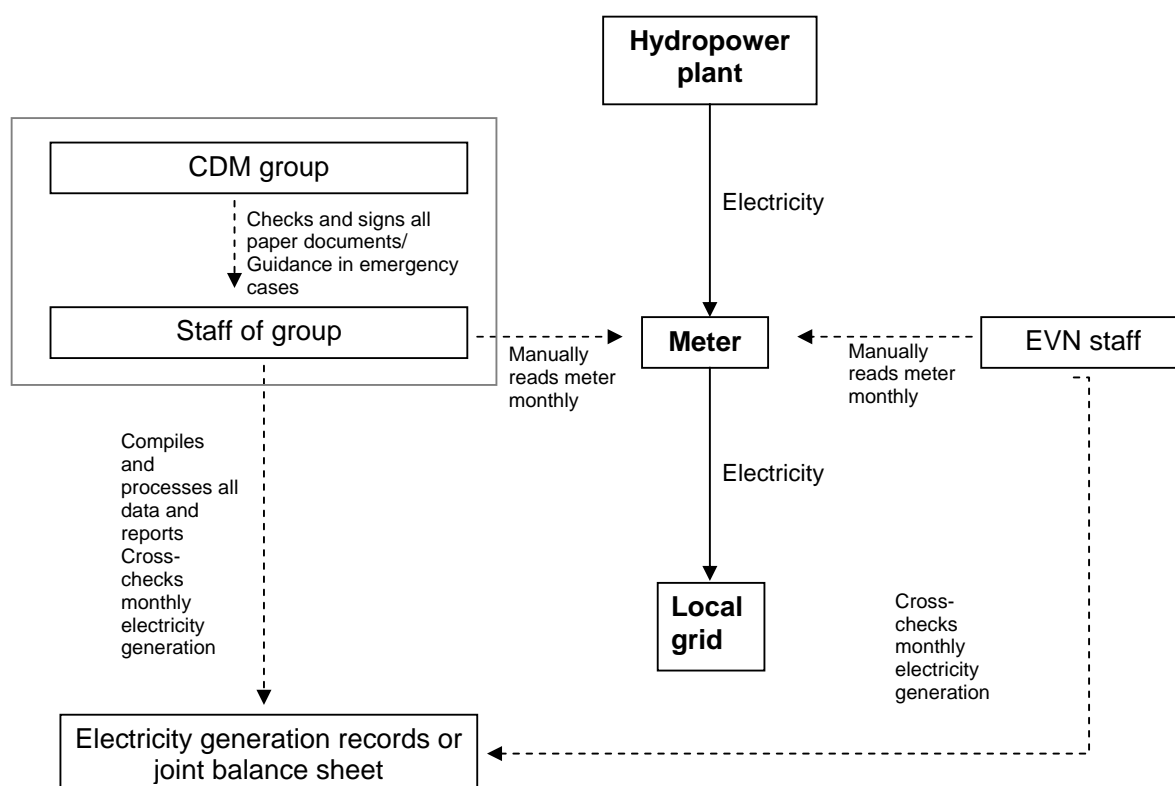 Hydropower
plant
CDM group
Electricity
Checks and signs all
paper documents/
Guidance in emergency
cases
Staff of group
Meter
EVN staff
Manually
reads meter
monthly
Manually
reads meter
monthly
Compiles
and
processes all
data and
reports
Cross-
checks
monthly
electricity
generation
Electricity
Local
grid
Cross-
checks
monthly
electricity
generation
Electricity generation records or
joint balance sheet